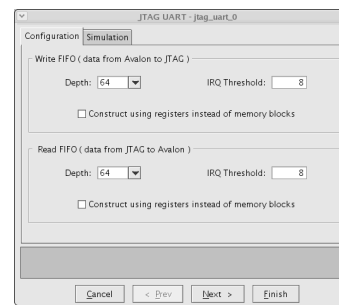 JTAG UART - jtag_uart_0
Configuration Simulation
Write FIFO ( data from Avalon to JTAG )
Depth: 64 IRQ Threshold: 8
Construct using registers instead of memory blocks
Read FIFO ( data from JTAG to Avalon )
Depth: 64 IRQ Threshold: 8
Construct using registers instead of memory blocks
Cancel < Prev Next > Finish